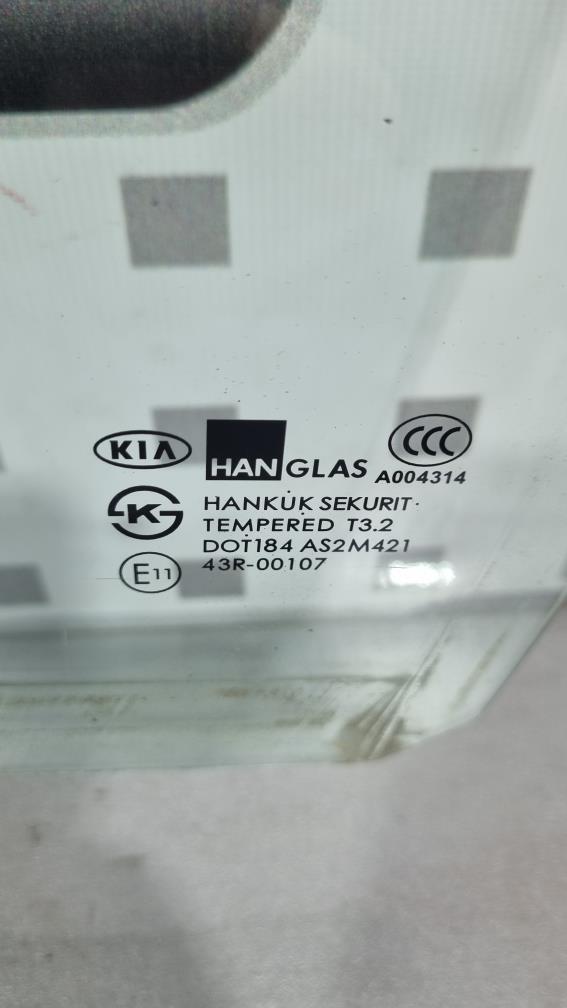 KIA HANGLAS CCC
A004314
K HANKUK SEKURIT
TEMPERED T3.2
DOT184 AS2M421
E11 43R-00107